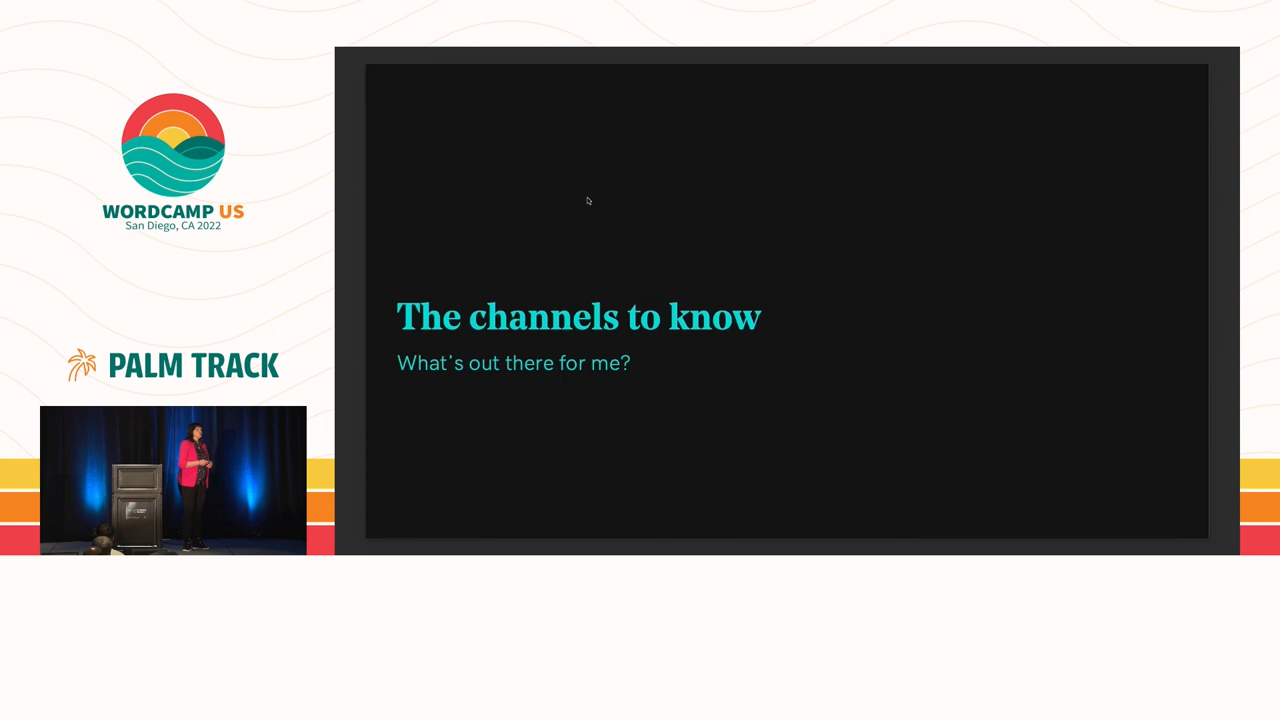 WORDCAMP US
San Diego, CA 2022
PALM TRACK
The channels to know
What's out there for me?